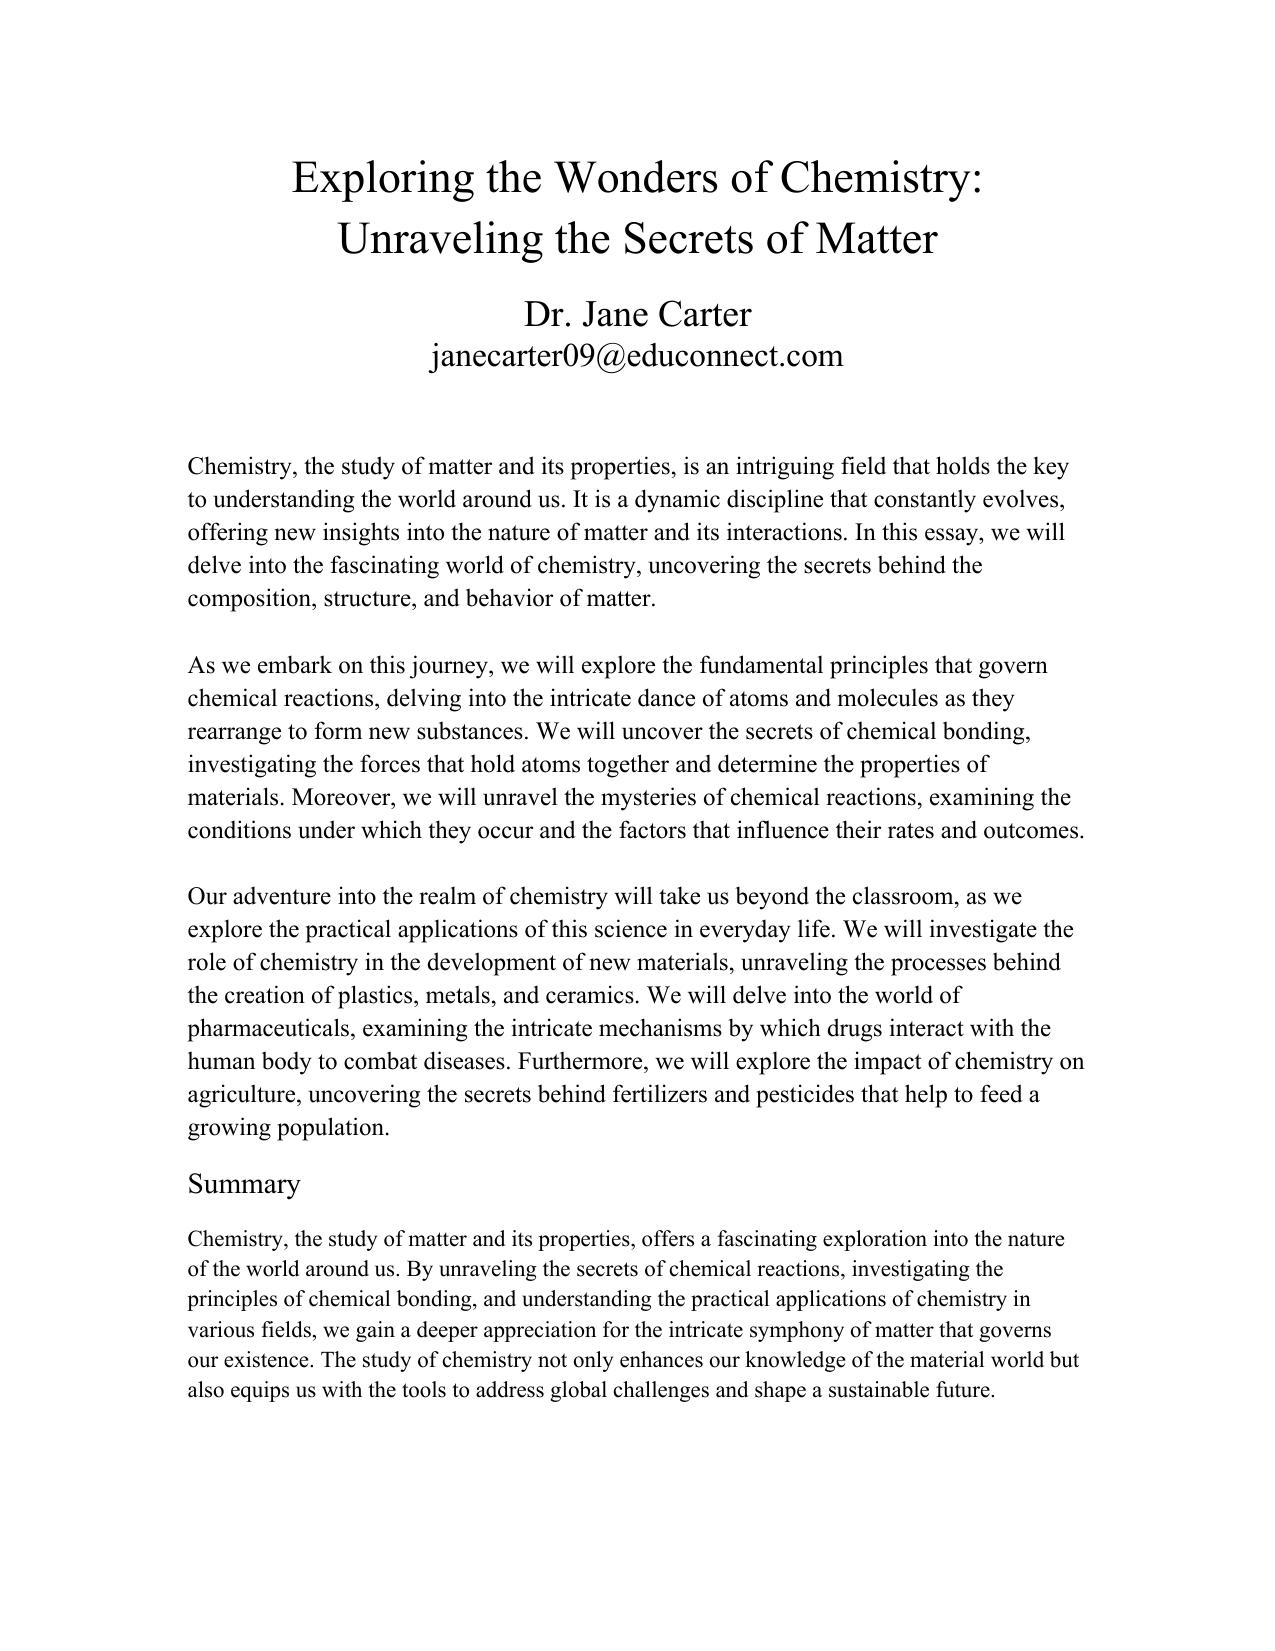 Exploring the Wonders of Chemistry:
Unraveling the Secrets of Matter
Dr. Jane Carter
janecarter09@educonnect.com
Chemistry, the study of matter and its properties, is an intriguing field that holds the key
to understanding the world around us. It is a dynamic discipline that constantly evolves,
offering new insights into the nature of matter and its interactions. In this essay, we will
delve into the fascinating world of chemistry, uncovering the secrets behind the
composition, structure, and behavior of matter.
As we embark on this journey, we will explore the fundamental principles that govern
chemical reactions, delving into the intricate dance of atoms and molecules as they
rearrange to form new substances. We will uncover the secrets of chemical bonding,
investigating the forces that hold atoms together and determine the properties of
materials. Moreover, we will unravel the mysteries of chemical reactions, examining the
conditions under which they occur and the factors that influence their rates and outcomes.
Our adventure into the realm of chemistry will take us beyond the classroom, as we
explore the practical applications of this science in everyday life. We will investigate the
role of chemistry in the development of new materials, unraveling the processes behind
the creation of plastics, metals, and ceramics. We will delve into the world of
pharmaceuticals, examining the intricate mechanisms by which drugs interact with the
human body to combat diseases. Furthermore, we will explore the impact of chemistry on
agriculture, uncovering the secrets behind fertilizers and pesticides that help to feed a
growing population.
Summary
Chemistry, the study of matter and its properties, offers a fascinating exploration into the nature
of the world around us. By unraveling the secrets of chemical reactions, investigating the
principles of chemical bonding, and understanding the practical applications of chemistry in
various fields, we gain a deeper appreciation for the intricate symphony of matter that governs
our existence. The study of chemistry not only enhances our knowledge of the material world but
also equips us with the tools to address global challenges and shape a sustainable future.